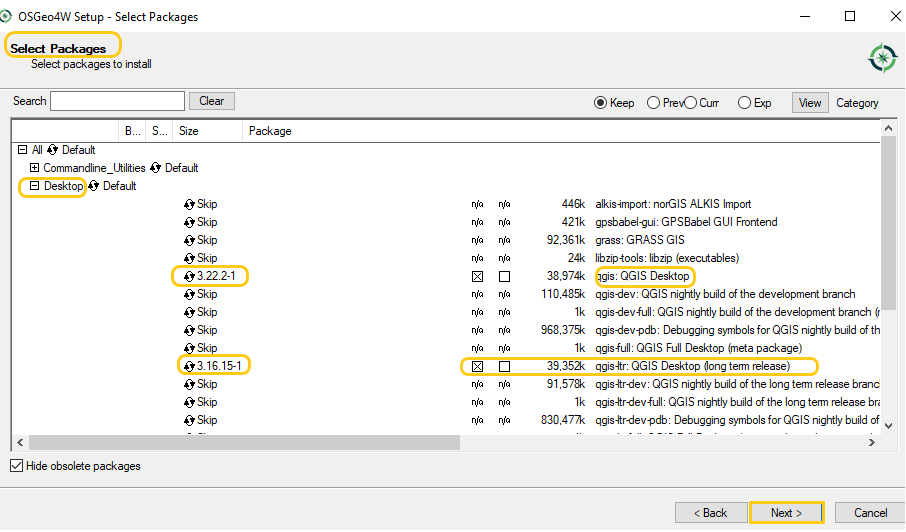 OSGeo4W Setup - Select Packages
Select Packages
Select packages to install
Search Clear Keep Prev Curr Exp View Category
B... S... Size Package
All Default
Commandline_Utilities Default
Desktop Default
Skip n/a n/a 446k alkis-import: norGIS ALKIS Import
Skip n/a n/a 421k gpsbabel-gui: GPSBabel GUI Frontend
Skip n/a n/a 92,361k grass: GRASS GIS
Skip n/a n/a 24k libzip-tools: libzip (executables)
3.22.2-1 38,974k qgis: QGIS Desktop
Skip n/a n/a 110,485k qgis-dev: QGIS nightly build of the development branch
Skip n/a n/a 1k qgis-dev-full: QGIS nightly build of the development branch (
Skip n/a n/a 968,375k qgis-dev-pdb: Debugging symbols for QGIS nightly build of th
Skip n/a n/a 1k qgis-full: QGIS Full Desktop (meta package)
3.16.15-1 39,352k qgis-ltr: QGIS Desktop (long term release)
Skip n/a n/a 91,578k qgis-ltr-dev: QGIS nightly build of the long term release branc
Skip n/a n/a 1k qgis-ltr-dev-full: QGIS nightly build of the long term release bra
Skip n/a n/a 830,477k qgis-ltr-dev-pdb: Debugging symbols for QGIS nightly build of
Hide obsolete packages
< Back Next > Cancel